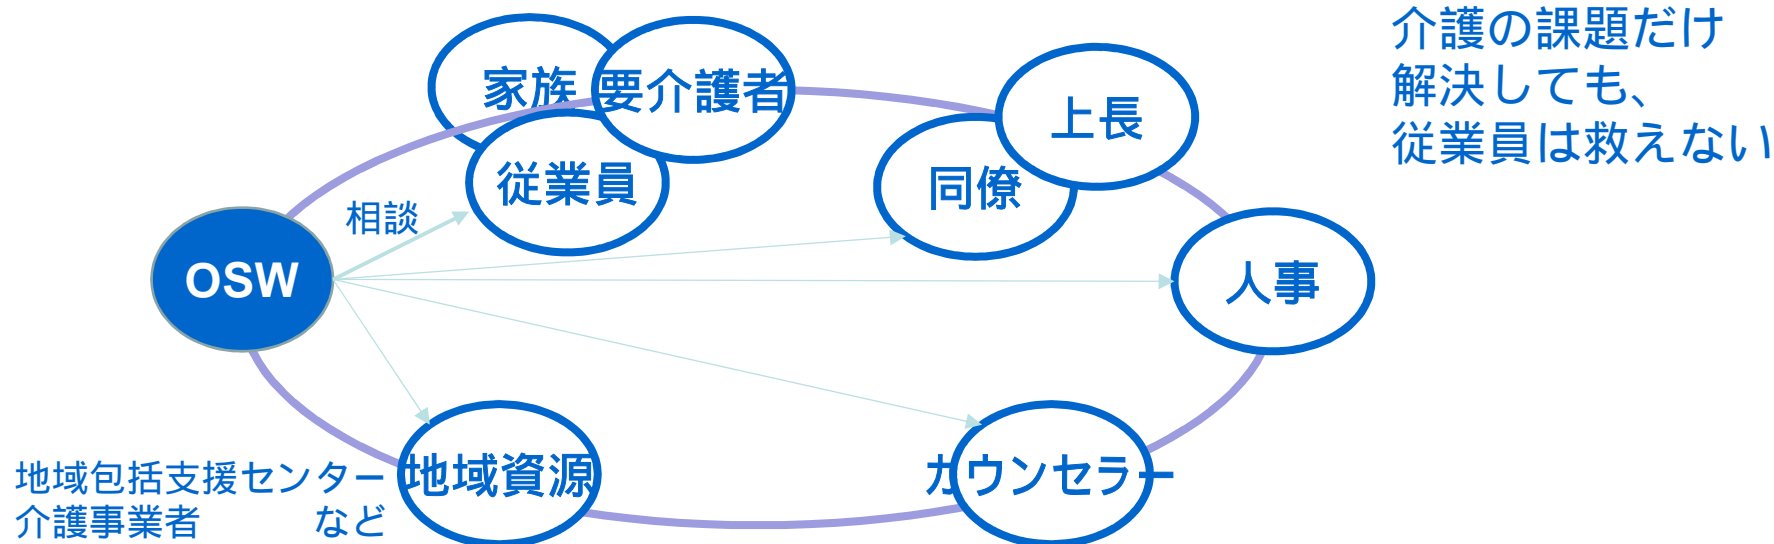 介護の課題だけ
解決しても、
従業員は救えない
家族
要介護者
従業員
上長
同僚
相談
OSW
人事
地域資源
カウンセラー
地域包括支援センター
介護事業者 など